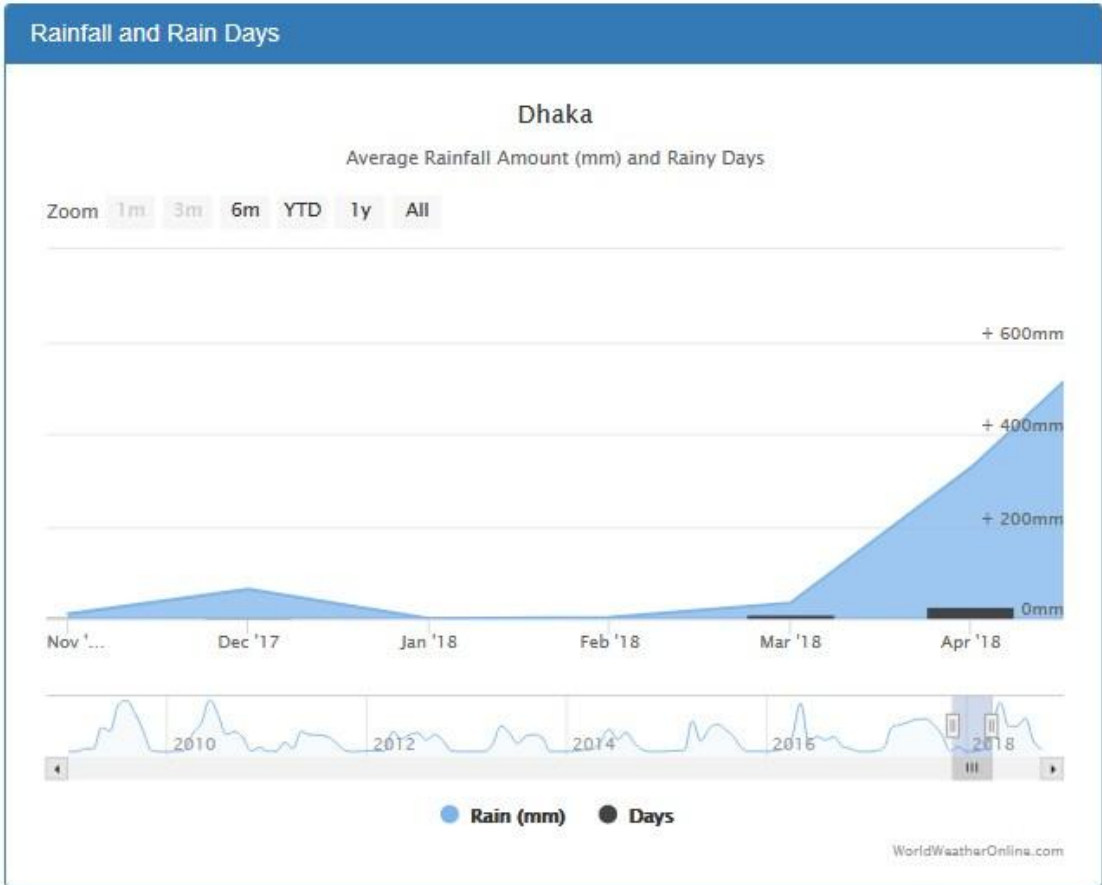 Rainfall and Rain Days
Dhaka
Average Rainfall Amount (mm) and Rainy Days
Zoom 1m 3m 6m YTD 1y All
+ 600mm
+ 400mm
+ 200mm
0mm
Nov '... Dec '17 Jan '18 Feb '18 Mar '18 Apr '18
2010 2012 2014 2016 2018
Rain (mm) Days
WorldWeatherOnline.com